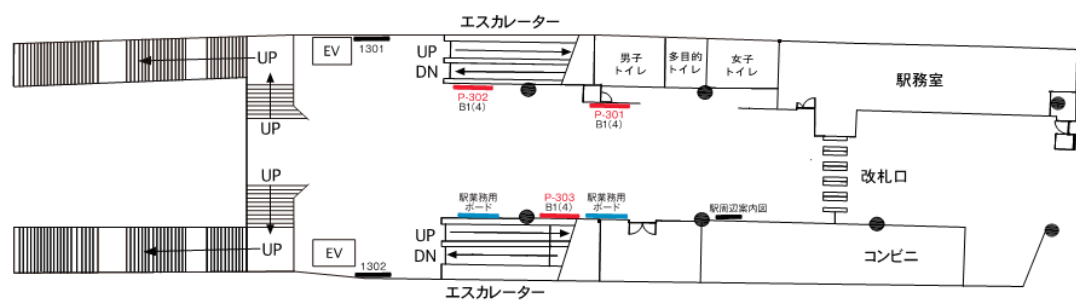 エスカレーター
EV
1301
UP
DN
男子
トイレ
多目的
トイレ
女子
トイレ
駅務室
UP
P-302
B1(4)
P-301
B1(4)
UP
UP
改札口
駅業務用
ボード
P-303
B1(4)
駅業務用
ボード
駅周辺案内図
UP
EV
1302
UP
DN
コンビニ
エスカレーター